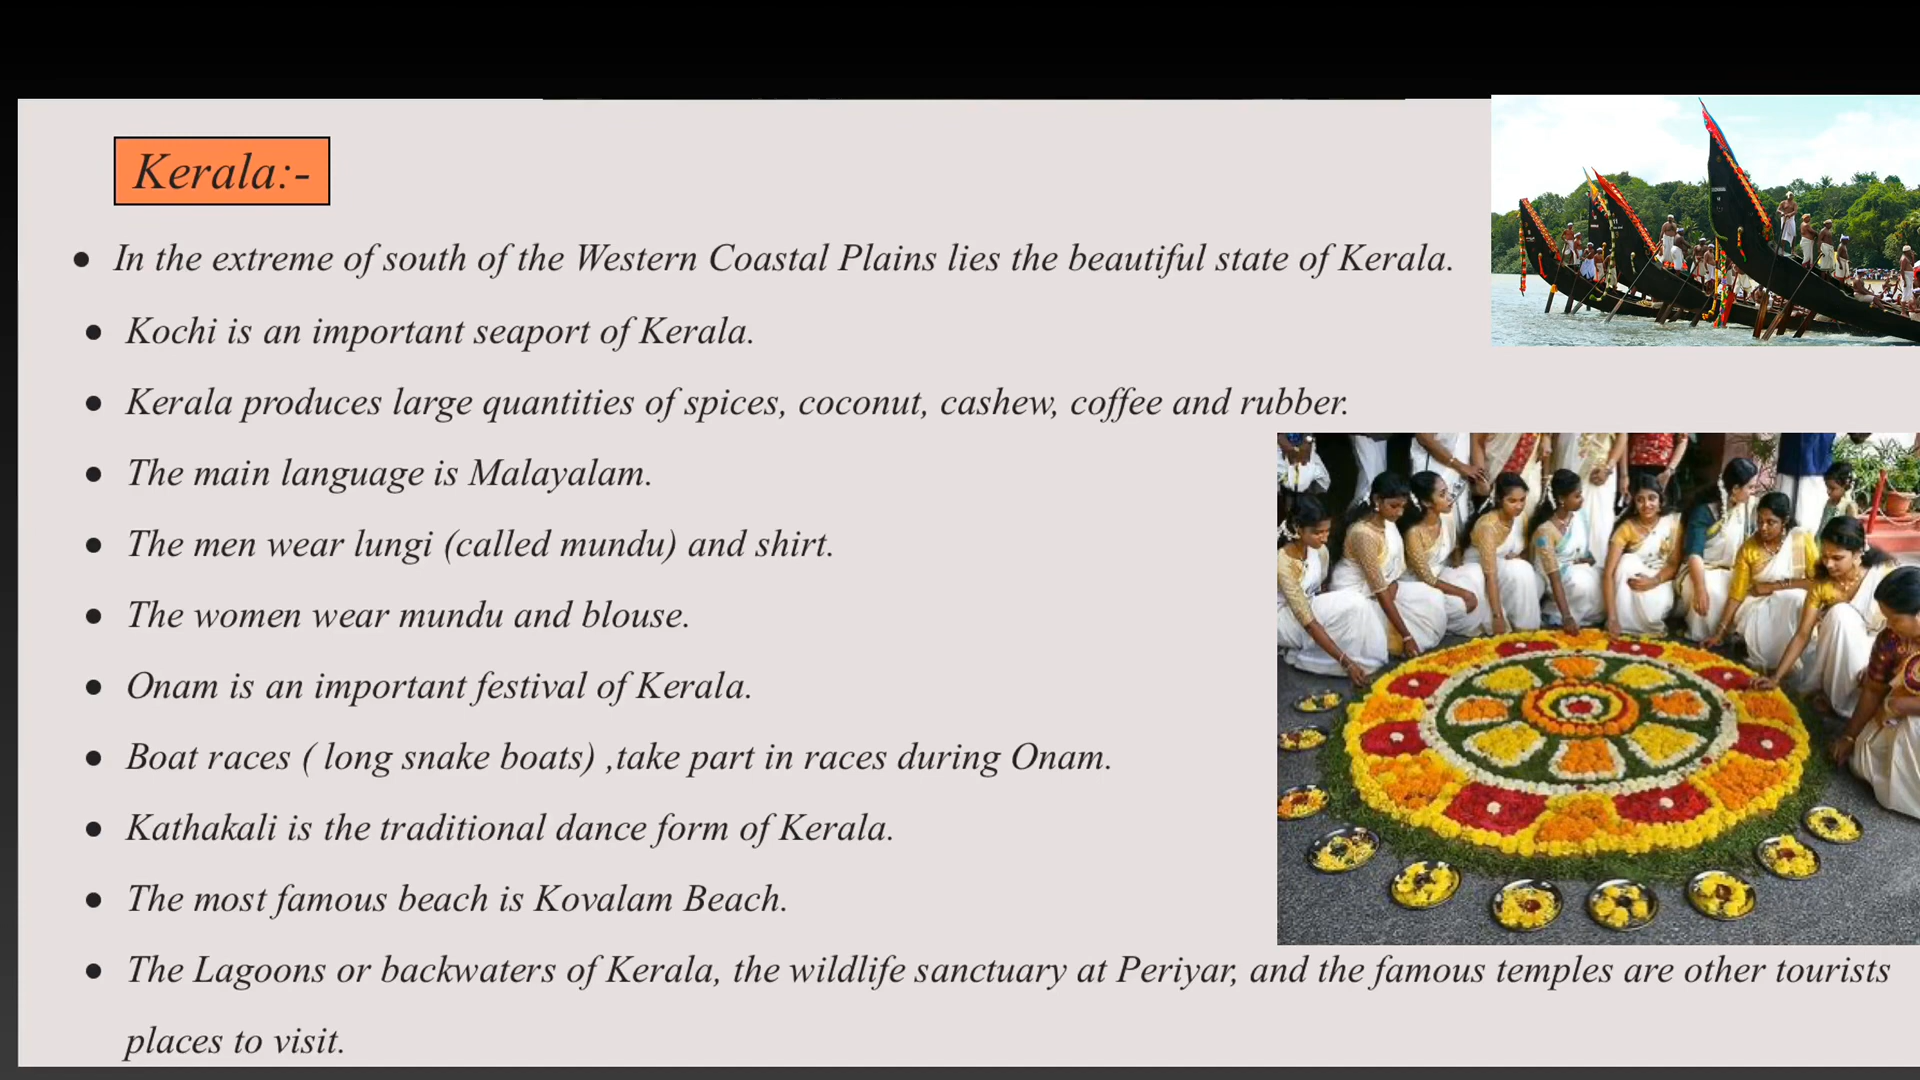 Kerala:-
● In the extreme of south of the Western Coastal Plains lies the beautiful state of Kerala.
● Kochi is an important seaport of Kerala.
● Kerala produces large quantities of spices, coconut, cashew, coffee and rubber.
● The main language is Malayalam.
● The men wear lungi (called mundu) and shirt.
● The women wear mundu and blouse.
● Onam is an important festival of Kerala.
● Boat races ( long snake boats) ,take part in races during Onam.
● Kathakali is the traditional dance form of Kerala.
● The most famous beach is Kovalam Beach.
● The Lagoons or backwaters of Kerala, the wildlife sanctuary at Periyar, and the famous temples are other tourists
places to visit.